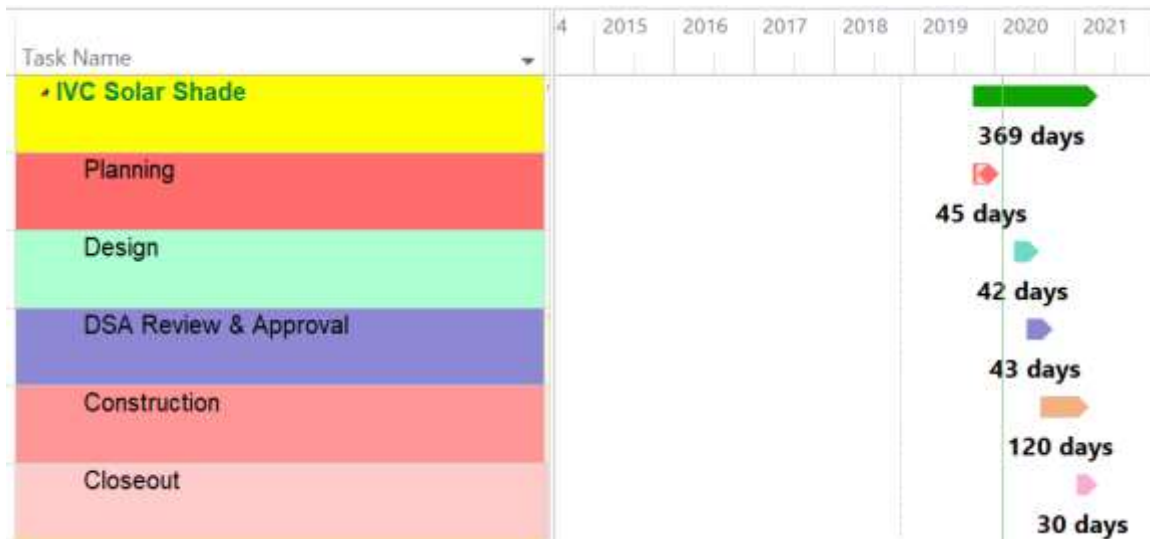 4 2015 2016 2017 2018 2019 2020 2021
Task Name
IVC Solar Shade
369 days
Planning
45 days
Design
42 days
DSA Review & Approval
43 days
Construction
120 days
Closeout
30 days